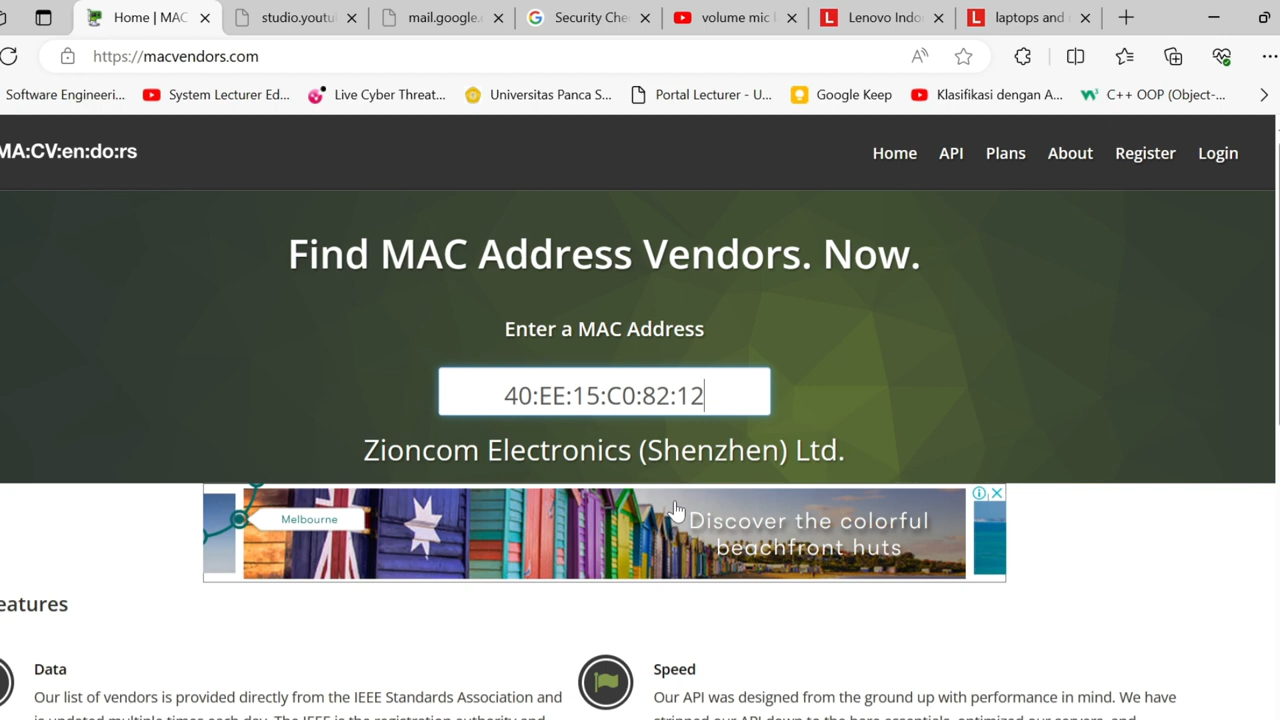 Home | MAC
studio.youtu
mail.google.c
Security Che
volume mic l
Lenovo Indo
laptops and
https://macvendors.com
Software Engineeri...
System Lecturer Ed...
Live Cyber Threat...
Universitas Panca S...
Portal Lecturer - U...
Google Keep
Klasifikasi dengan A...
C++ OOP (Object-...
MA:CV:en:do:rs
Home
API
Plans
About
Register
Login
Find MAC Address Vendors. Now.
Enter a MAC Address
40:EE:15:C0:82:12
Zioncom Electronics (Shenzhen) Ltd.
Melbourne
Discover the colorful
beachfront huts
eatures
Data
Our list of vendors is provided directly from the IEEE Standards Association and
Speed
Our API was designed from the ground up with performance in mind. We have